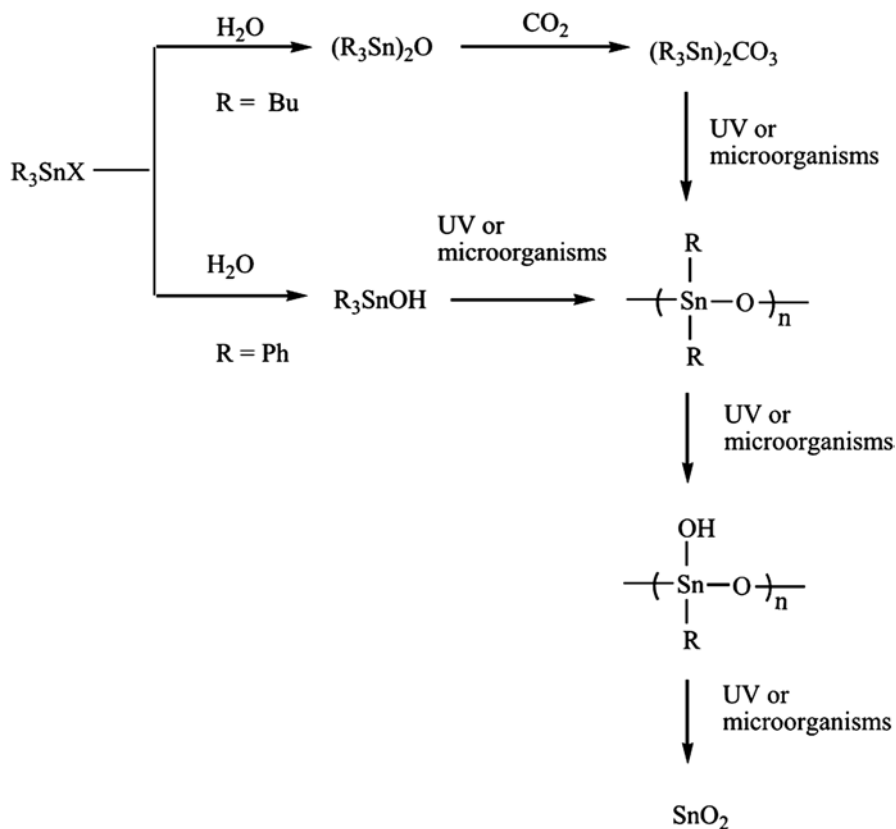 H₂O
CO₂
(R₃Sn)₂O
(R₃Sn)₂CO₃
R = Bu
UV or
microorganisms
R₃SnX
UV or
microorganisms
H₂O
R₃SnOH
R
Sn
O
n
R
R = Ph
UV or
microorganisms
OH
Sn
O
n
R
UV or
microorganisms
SnO₂